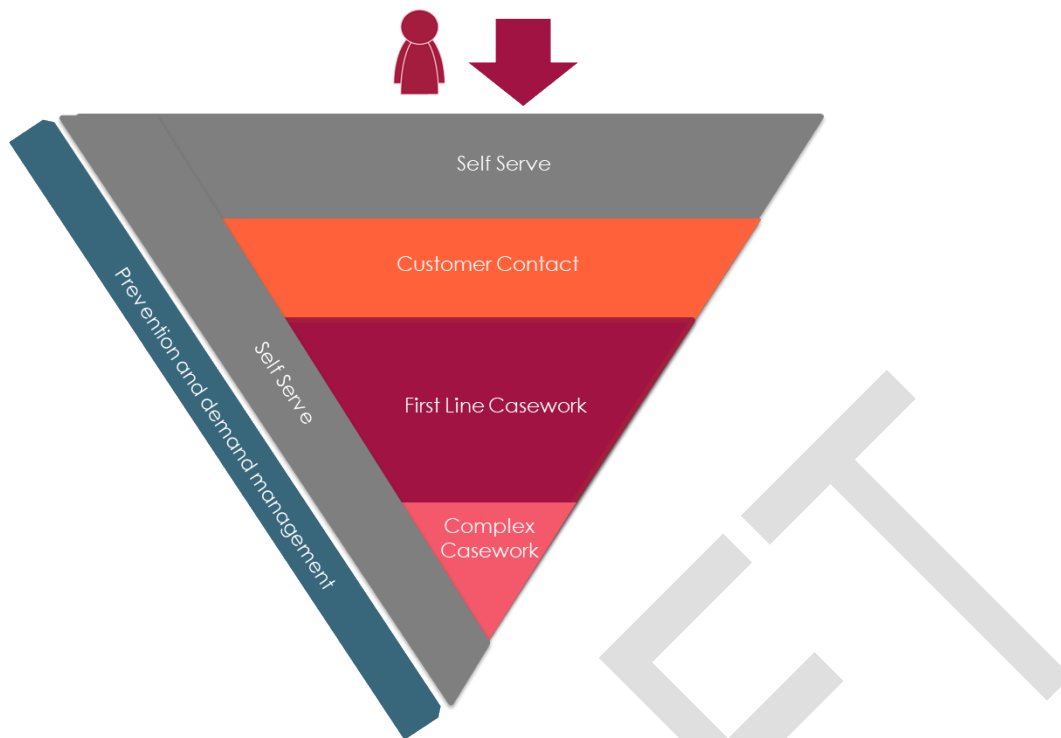 Self Serve
Customer Contact
First Line Casework
Complex
Casework
Self Serve
Prevention and demand management